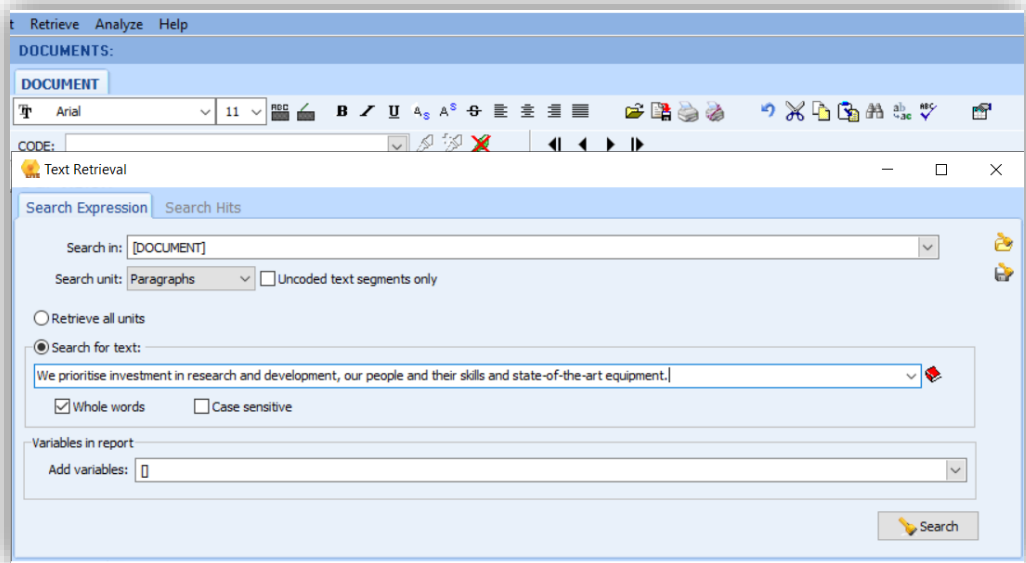 t Retrieve Analyze Help
DOCUMENTS:
DOCUMENT
Arial 11 B I U A S A S S
CODE:
Text Retrieval
Search Expression Search Hits
Search in: [DOCUMENT]
Search unit: Paragraphs Uncoded text segments only
Retrieve all units
Search for text:
We prioritise investment in research and development, our people and their skills and state-of-the-art equipment.
Whole words Case sensitive
Variables in report
Add variables: []
Search